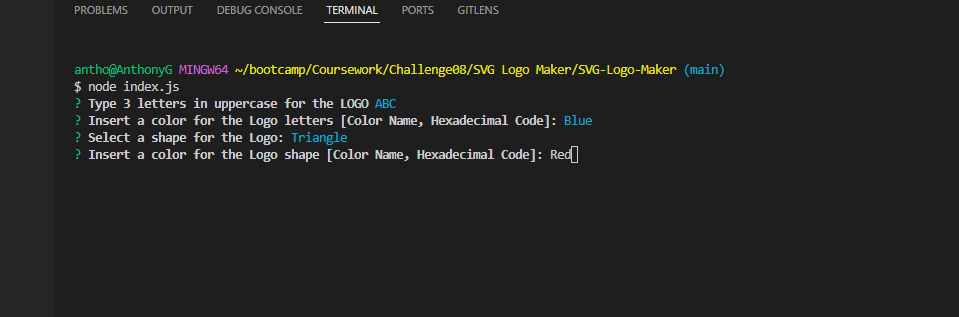 PROBLEMS OUTPUT DEBUG CONSOLE TERMINAL PORTS GITLENS
antho@AnthonyG MINGW64 ~/bootcamp/Coursework/Challenge08/SVG Logo Maker/SVG-Logo-Maker (main)
$ node index.js
? Type 3 letters in uppercase for the LOGO ABC
? Insert a color for the Logo letters [Color Name, Hexadecimal Code]: Blue
? Select a shape for the Logo: Triangle
? Insert a color for the Logo shape [Color Name, Hexadecimal Code]: Red